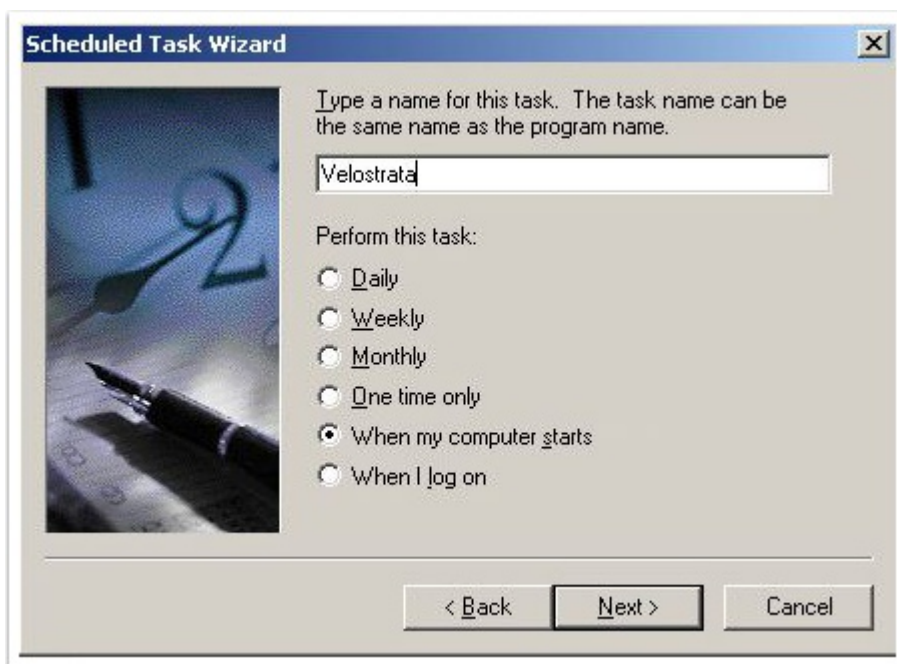 Scheduled Task Wizard
Type a name for this task. The task name can be
the same name as the program name.
Velostrata
Perform this task:
Daily
Weekly
Monthly
One time only
When my computer starts
When I log on
< Back
Next >
Cancel